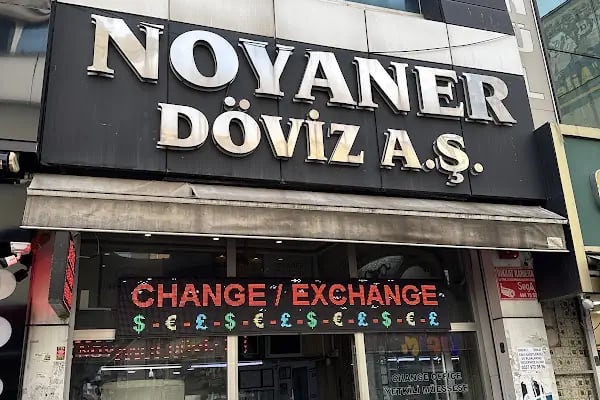 NOYANER
DÖVİZ A.Ş.
CHANGE / EXCHANGE
$-€-£-$-€-£-$-€-£-$-€-£
CHANGE OFFICE
YETKİLİ MÜESSESE